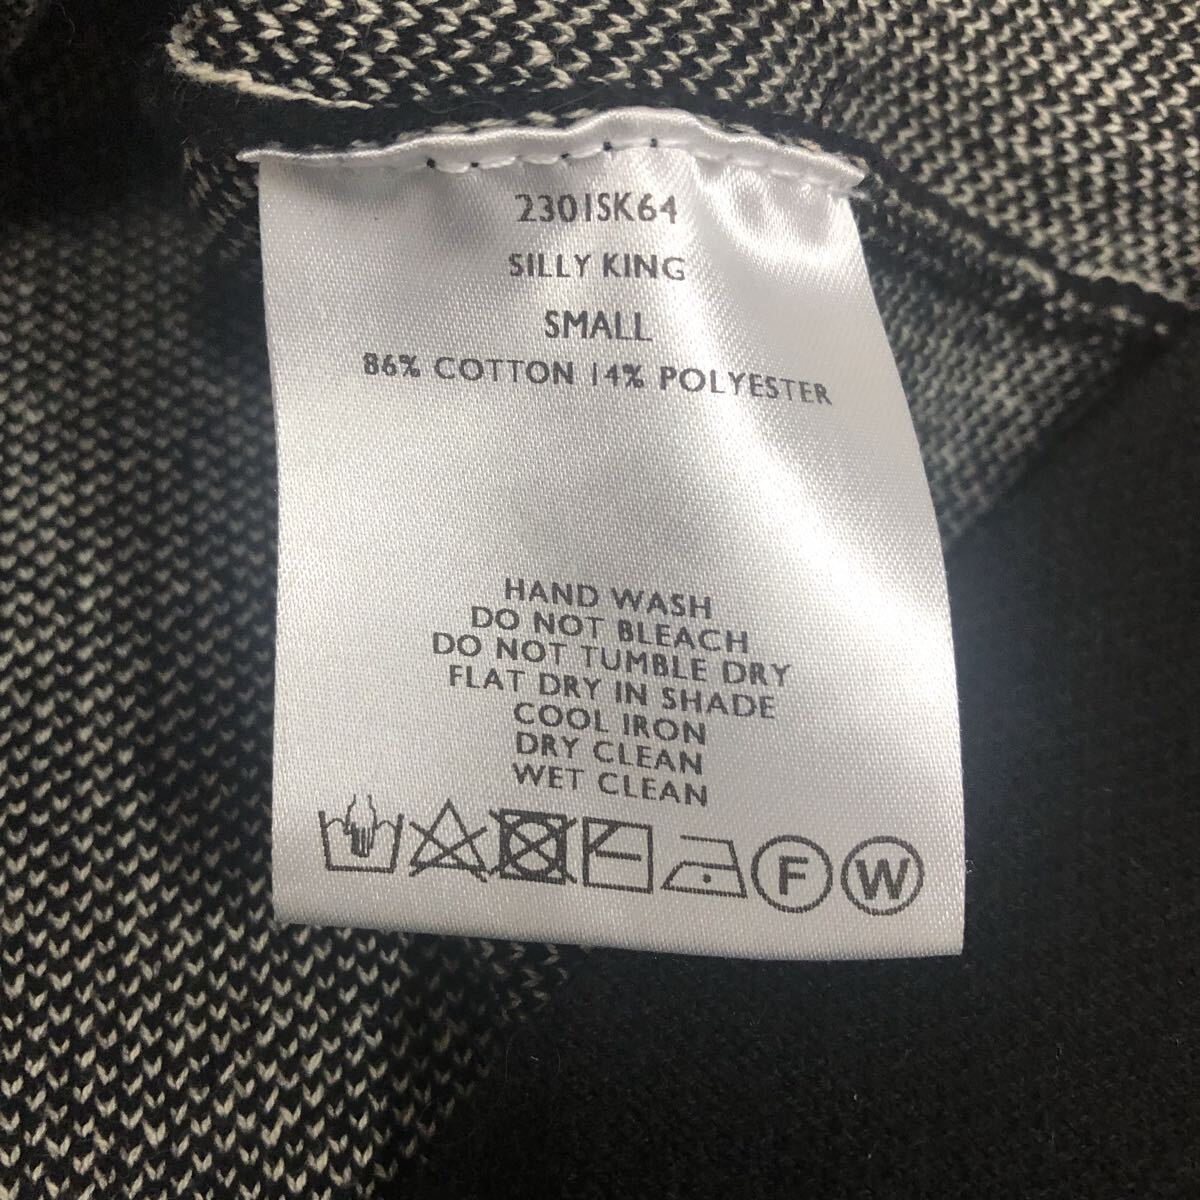 2301SK64
SILLY KING
SMALL
86% COTTON 14% POLYESTER
HAND WASH
DO NOT BLEACH
DO NOT TUMBLE DRY
FLAT DRY IN SHADE
COOL IRON
DRY CLEAN
WET CLEAN
F W